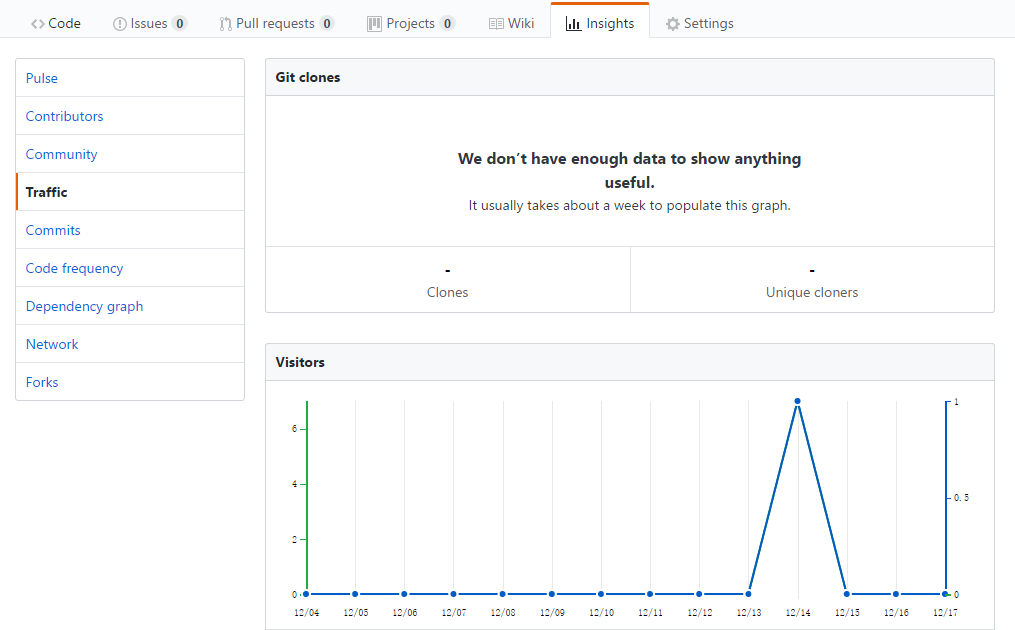 Code Issues 0 Pull requests 0 Projects 0 Wiki Insights Settings
Pulse
Contributors
Community
Traffic
Commits
Code frequency
Dependency graph
Network
Forks
Git clones
We don't have enough data to show anything
useful.
It usually takes about a week to populate this graph.
- -
Clones Unique cloners
Visitors
6
4
2
0
1
0.5
0
12/04 12/05 12/06 12/07 12/08 12/09 12/10 12/11 12/12 12/13 12/14 12/15 12/16 12/17